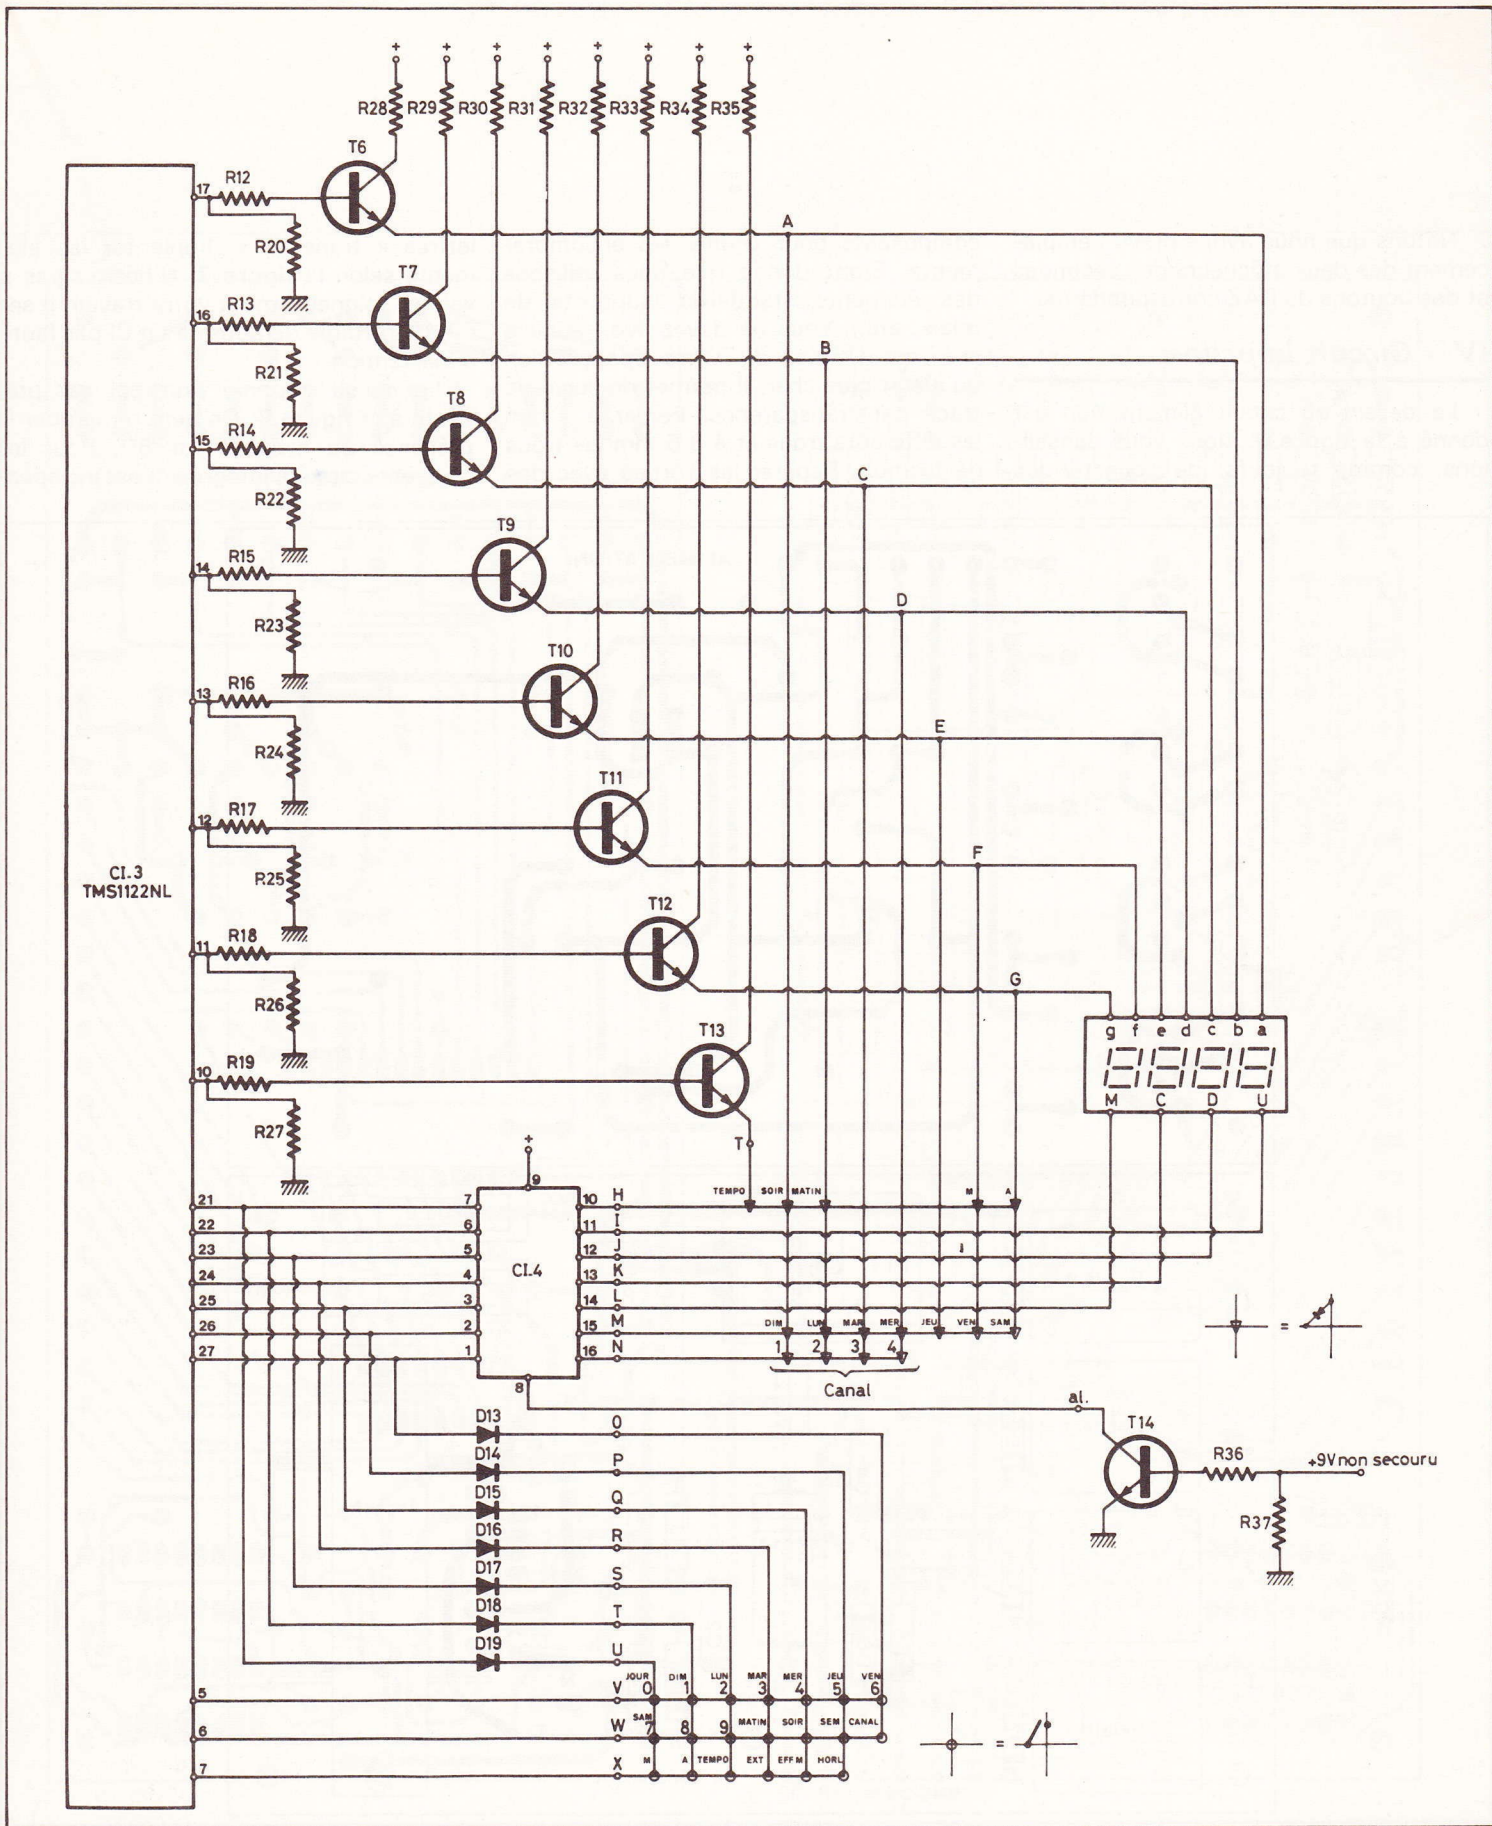 + + + + + + + +
R28 R29 R30 R31 R32 R33 R34 R35
T6
17 R12
A
R20
T7
16 R13
B
R21
T8
15 R14
C
R22
T9
14 R15
D
R23
T10
13 R16
E
R24
T11
12 R17
F
CI.3
TMS1122NL
R25
T12
11 R18
G
R26
g f e d c b a
T13
10 R19
M C D U
R27
+
T
9
TEMPO SOIR MATIN M A
21 7 10 H
22 6 11 I
23 5 12 J
24 4 13 K
CI.4
25 3 14 L
DIM LUN MAR MER JEU VEN SAM
26 2 15 M
1 2 3 4
27 1 16 N
=
8
Canal
al.
T14
D13 O
R36
+9V non secouru
D14 P
D15 Q
R37
D16 R
D17 S
D18 T
D19 U
JOUR DIM LUN MAR MER JEU VEN
5 V 0 1 2 3 4 5 6
SAM
6 W 7 8 9 MATIN SOIR SEM CANAL
=
7 X M A TEMPO EXT EFF M HORL